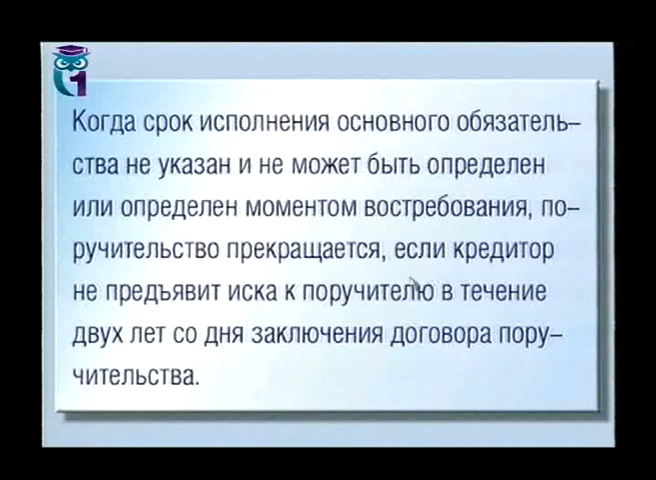 1
Когда срок исполнения основного обязатель–
ства не указан и не может быть определен
или определен моментом востребования, по–
ручительство прекращается, если кредитор
не предъявит иска к поручителю в течение
двух лет со дня заключения договора пору–
чительства.